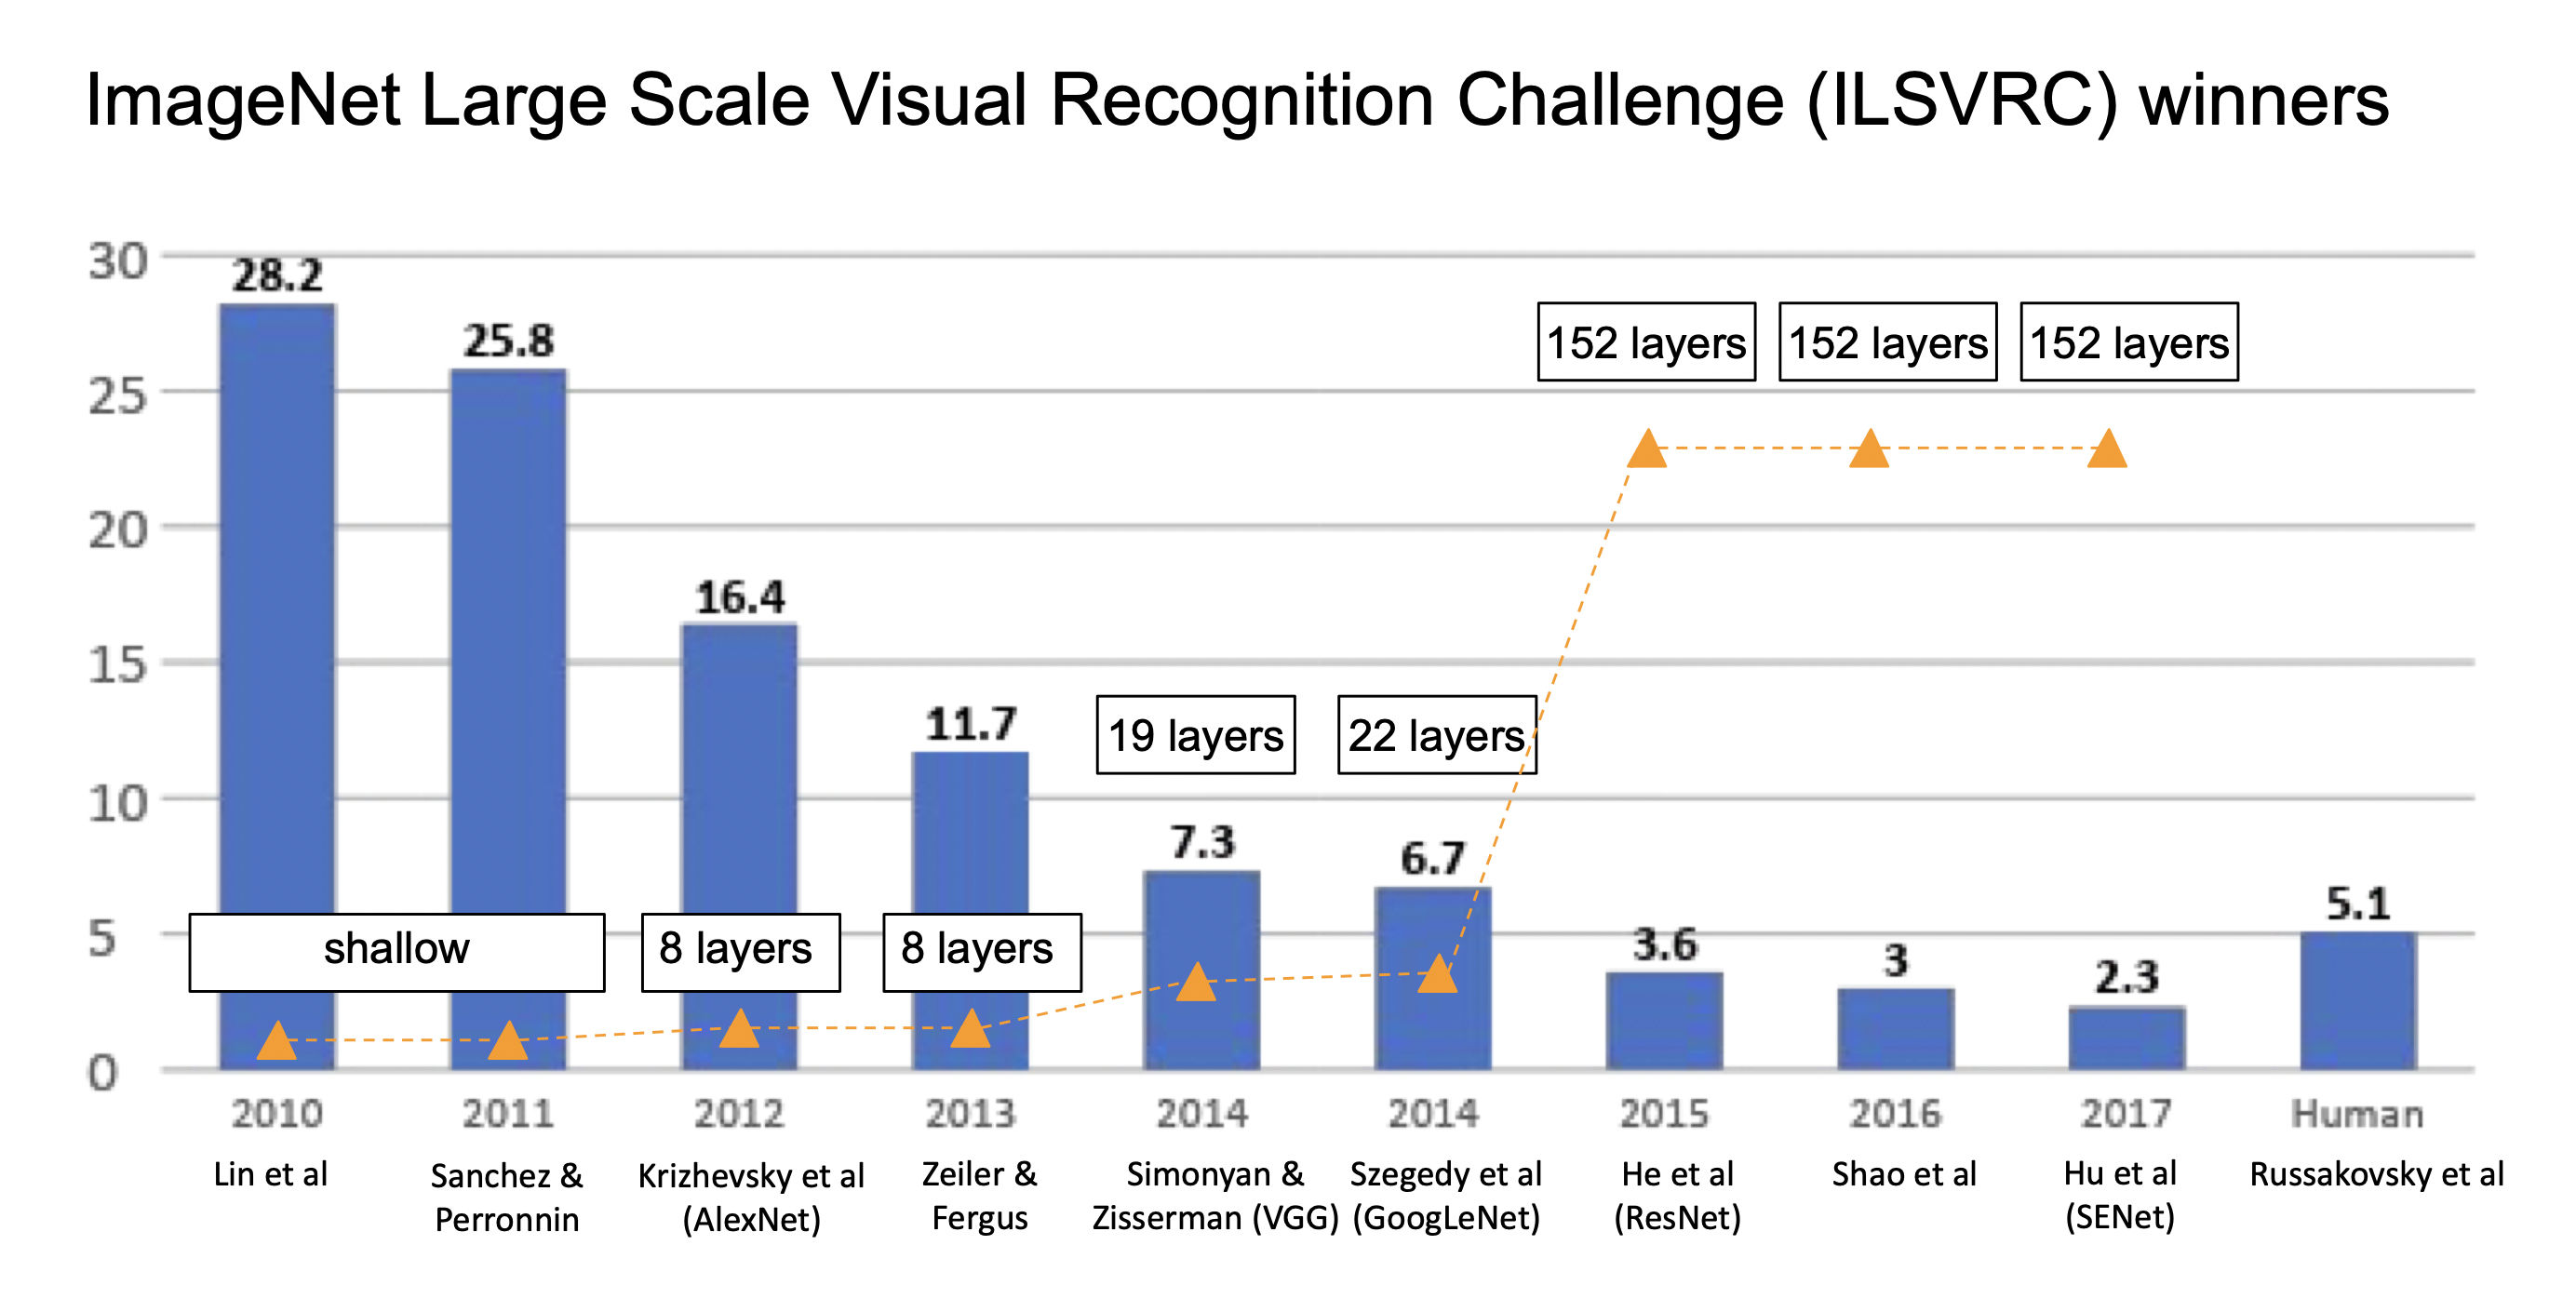 ImageNet Large Scale Visual Recognition Challenge (ILSVRC) winners
30
25
20
15
10
5
0
28.2
25.8
16.4
11.7
7.3
6.7
3.6
3
2.3
5.1
152 layers
152 layers
152 layers
19 layers
22 layers
shallow
8 layers
8 layers
2010
2011
2012
2013
2014
2014
2015
2016
2017
Human
Lin et al
Sanchez &
Perronnin
Krizhevsky et al
(AlexNet)
Zeiler &
Fergus
Simonyan &
Zisserman (VGG)
Szegedy et al
(GoogLeNet)
He et al
(ResNet)
Shao et al
Hu et al
(SENet)
Russakovsky et al